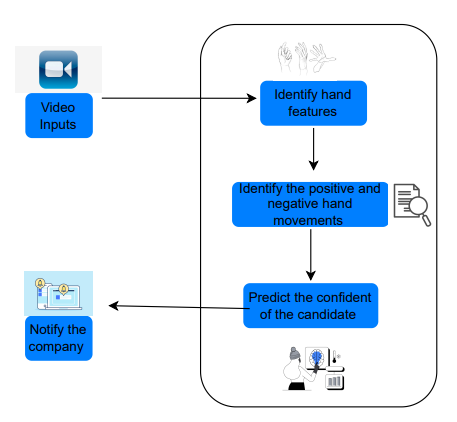 Video
Inputs
Identify hand
features
Identify the positive and
negative hand
movements
Predict the confident
of the candidate
Notify the
company